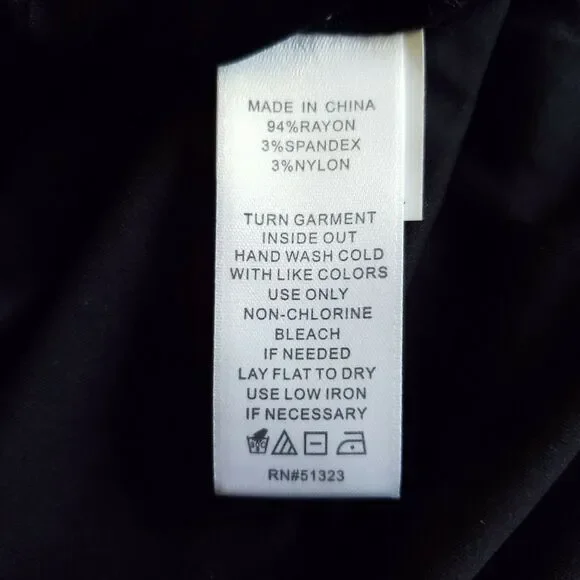 MADE IN CHINA
94%RAYON
3%SPANDEX
3%NYLON
TURN GARMENT
INSIDE OUT
HAND WASH COLD
WITH LIKE COLORS
USE ONLY
NON-CHLORINE
BLEACH
IF NEEDED
LAY FLAT TO DRY
USE LOW IRON
IF NECESSARY
RN#51323